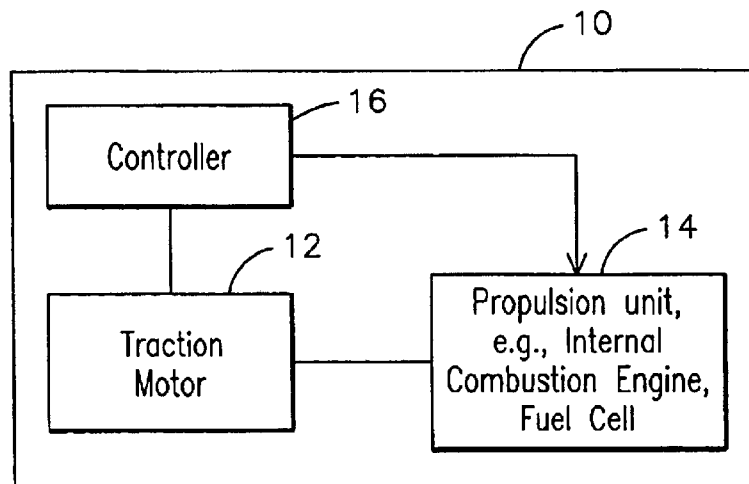 10
16
Controller
12
14
Traction
Motor
Propulsion unit,
e.g., Internal
Combustion Engine,
Fuel Cell